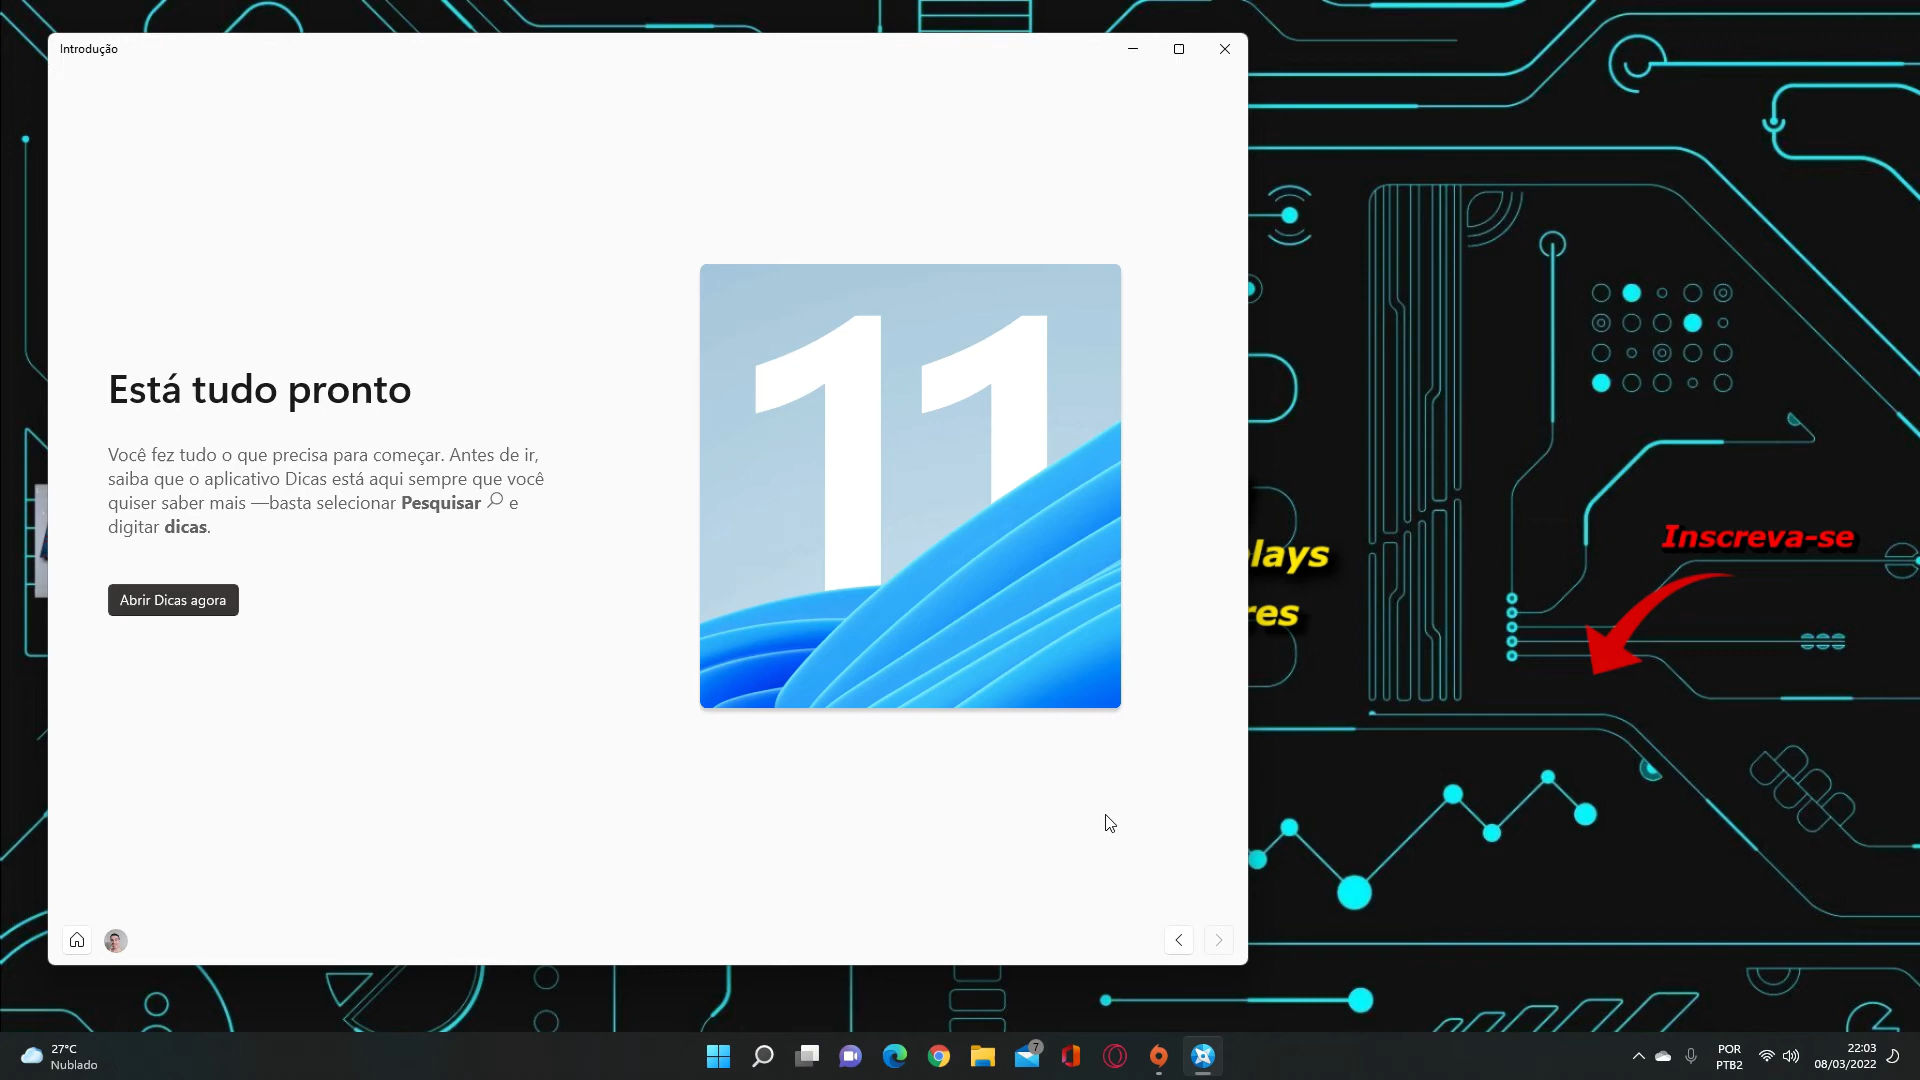 Introdução
11
Está tudo pronto
Você fez tudo o que precisa para começar. Antes de ir,
saiba que o aplicativo Dicas está aqui sempre que você
quiser saber mais —basta selecionar Pesquisar e
digitar dicas.
Abrir Dicas agora
lays
res
Inscreva-se
27°C
Nublado
7
POR
PTB2
22:03
08/03/2022